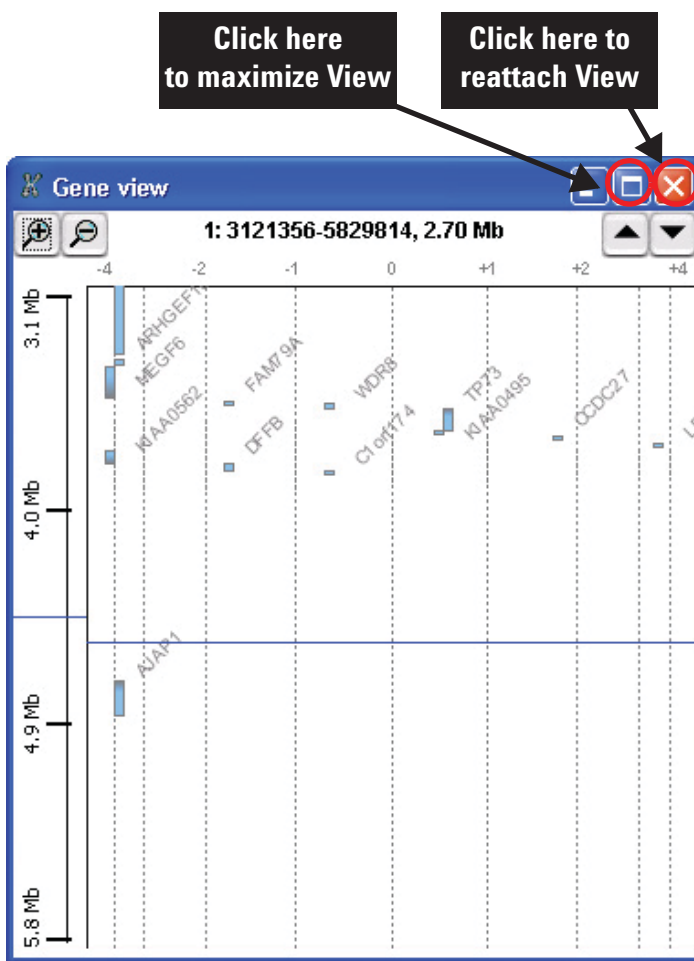 Click here
to maximize View
Click here to
reattach View
Gene view
1: 3121356-5829814, 2.70 Mb
-4 -2 -1 0 +1 +2 +4
3.1 Mb
ARHGEF1
MEGF6
FAM79A
WDR8
TP73
KIAA0495
CCDC27
KIAA0562
DFFB
C1orf174
4.0 Mb
AJAP1
4.9 Mb
5.8 Mb